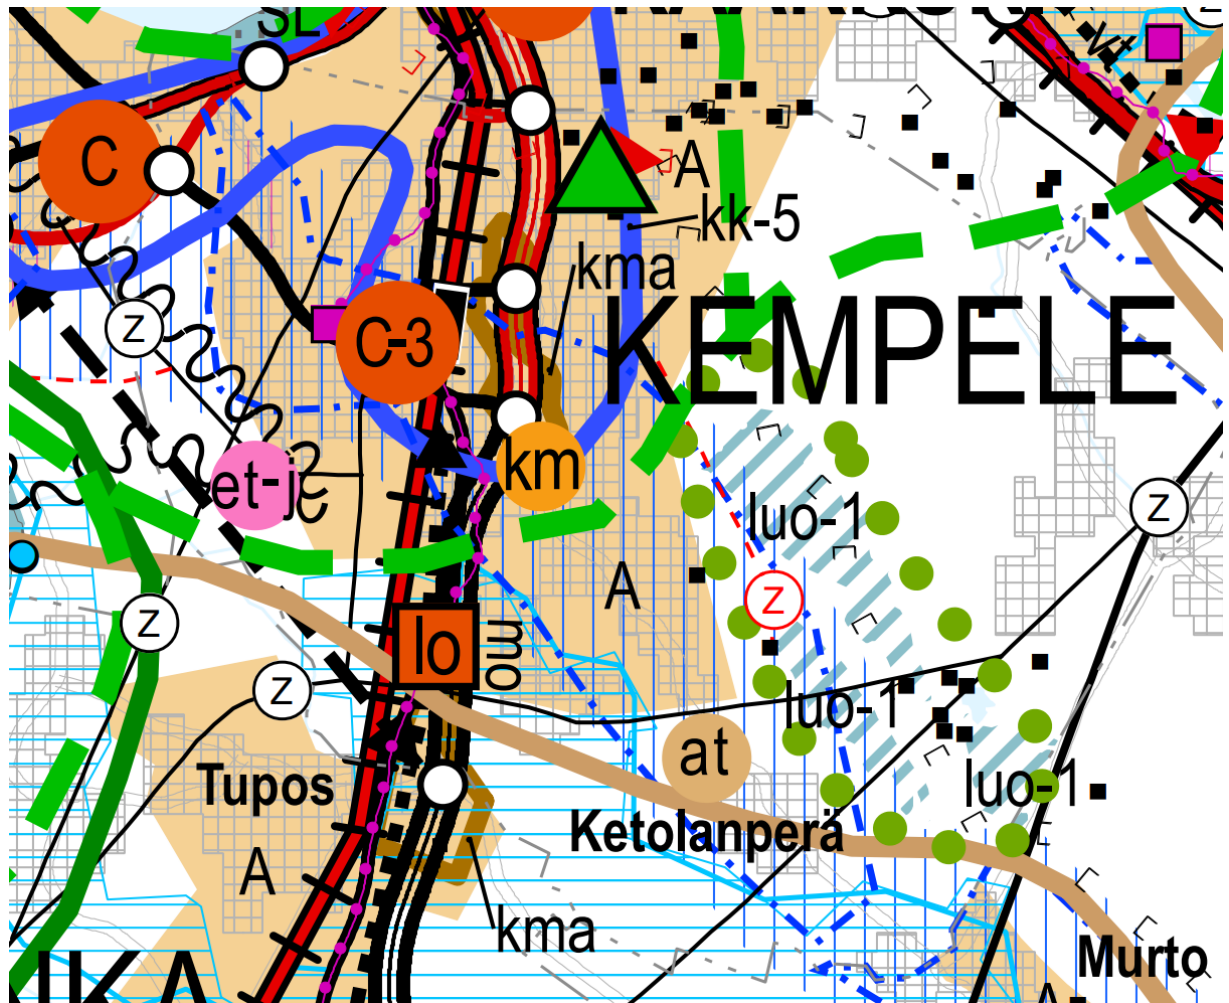 SL
Vt
z
C
A
kk-5
kma
z
C-3
KEMPELE
km
et-j
luo-1
z
A
z
z
lo
mo
z
luo-1
at
Tupos
luo-1
Ketolanperä
A
kma
Murto